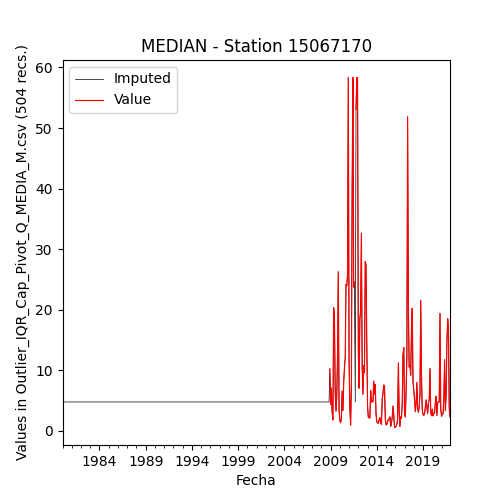 MEDIAN - Station 15067170
Values in Outlier_IQR_Cap_Pivot_Q_MEDIA_M.csv (504 recs.)
60
50
40
30
20
10
0
Imputed
Value
1984 1989 1994 1999 2004 2009 2014 2019
Fecha